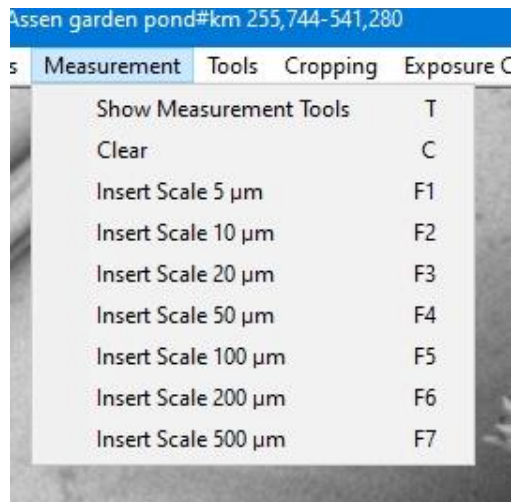 Assen garden pond#km 255,744-541,280
s Measurement Tools Cropping Exposure C
Show Measurement Tools T
Clear C
Insert Scale 5 µm F1
Insert Scale 10 µm F2
Insert Scale 20 µm F3
Insert Scale 50 µm F4
Insert Scale 100 µm F5
Insert Scale 200 µm F6
Insert Scale 500 µm F7